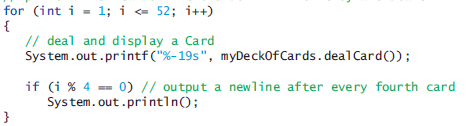 for (int i = 1; i <= 52; i++)
{
// deal and display a Card
System.out.printf("%-19s", myDeckOfCards.dealCard());
if (i % 4 == 0) // output a newline after every fourth card
System.out.println();
}